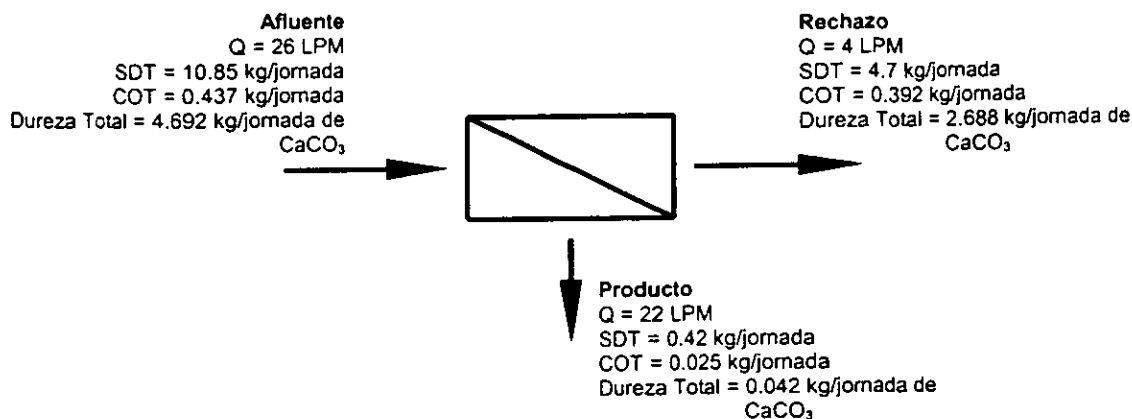 Afluente
Q = 26 LPM
SDT = 10.85 kg/jornada
COT = 0.437 kg/jornada
Dureza Total = 4.692 kg/jornada de
CaCO₃
Rechazo
Q = 4 LPM
SDT = 4.7 kg/jornada
COT = 0.392 kg/jornada
Dureza Total = 2.688 kg/jornada de
CaCO₃
Producto
Q = 22 LPM
SDT = 0.42 kg/jornada
COT = 0.025 kg/jornada
Dureza Total = 0.042 kg/jornada de
CaCO₃